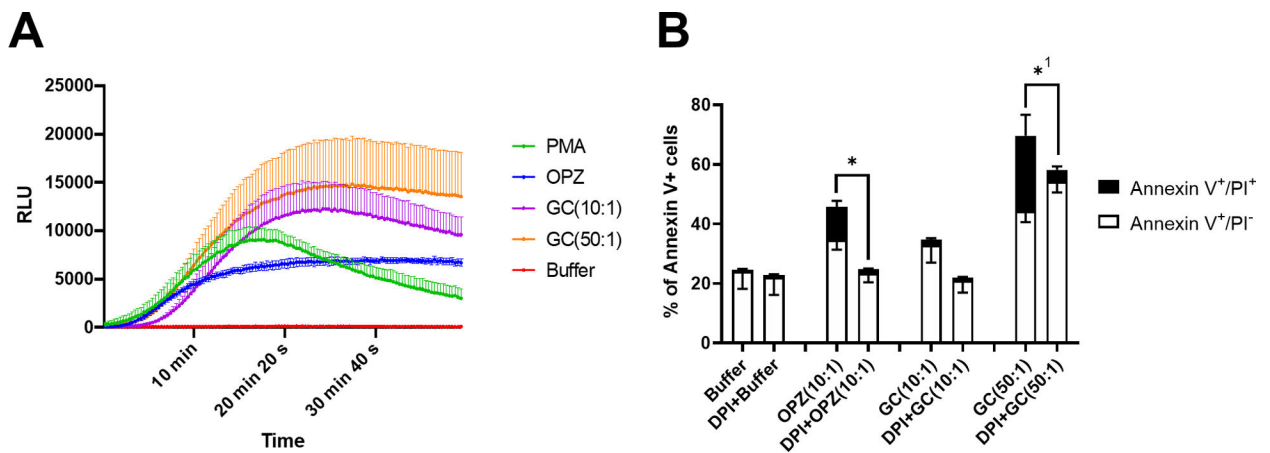 A
RLU
25000
20000
15000
10000
5000
0
10 min
20 min 20 s
30 min 40 s
Time
PMA
OPZ
GC(10:1)
GC(50:1)
Buffer
B
% of Annexin V+ cells
80
60
40
20
0
*
*1
Buffer
DPI+Buffer
OPZ(10:1)
DPI+OPZ(10:1)
GC(10:1)
DPI+GC(10:1)
GC(50:1)
DPI+GC(50:1)
Annexin V+/PI+
Annexin V+/PI-